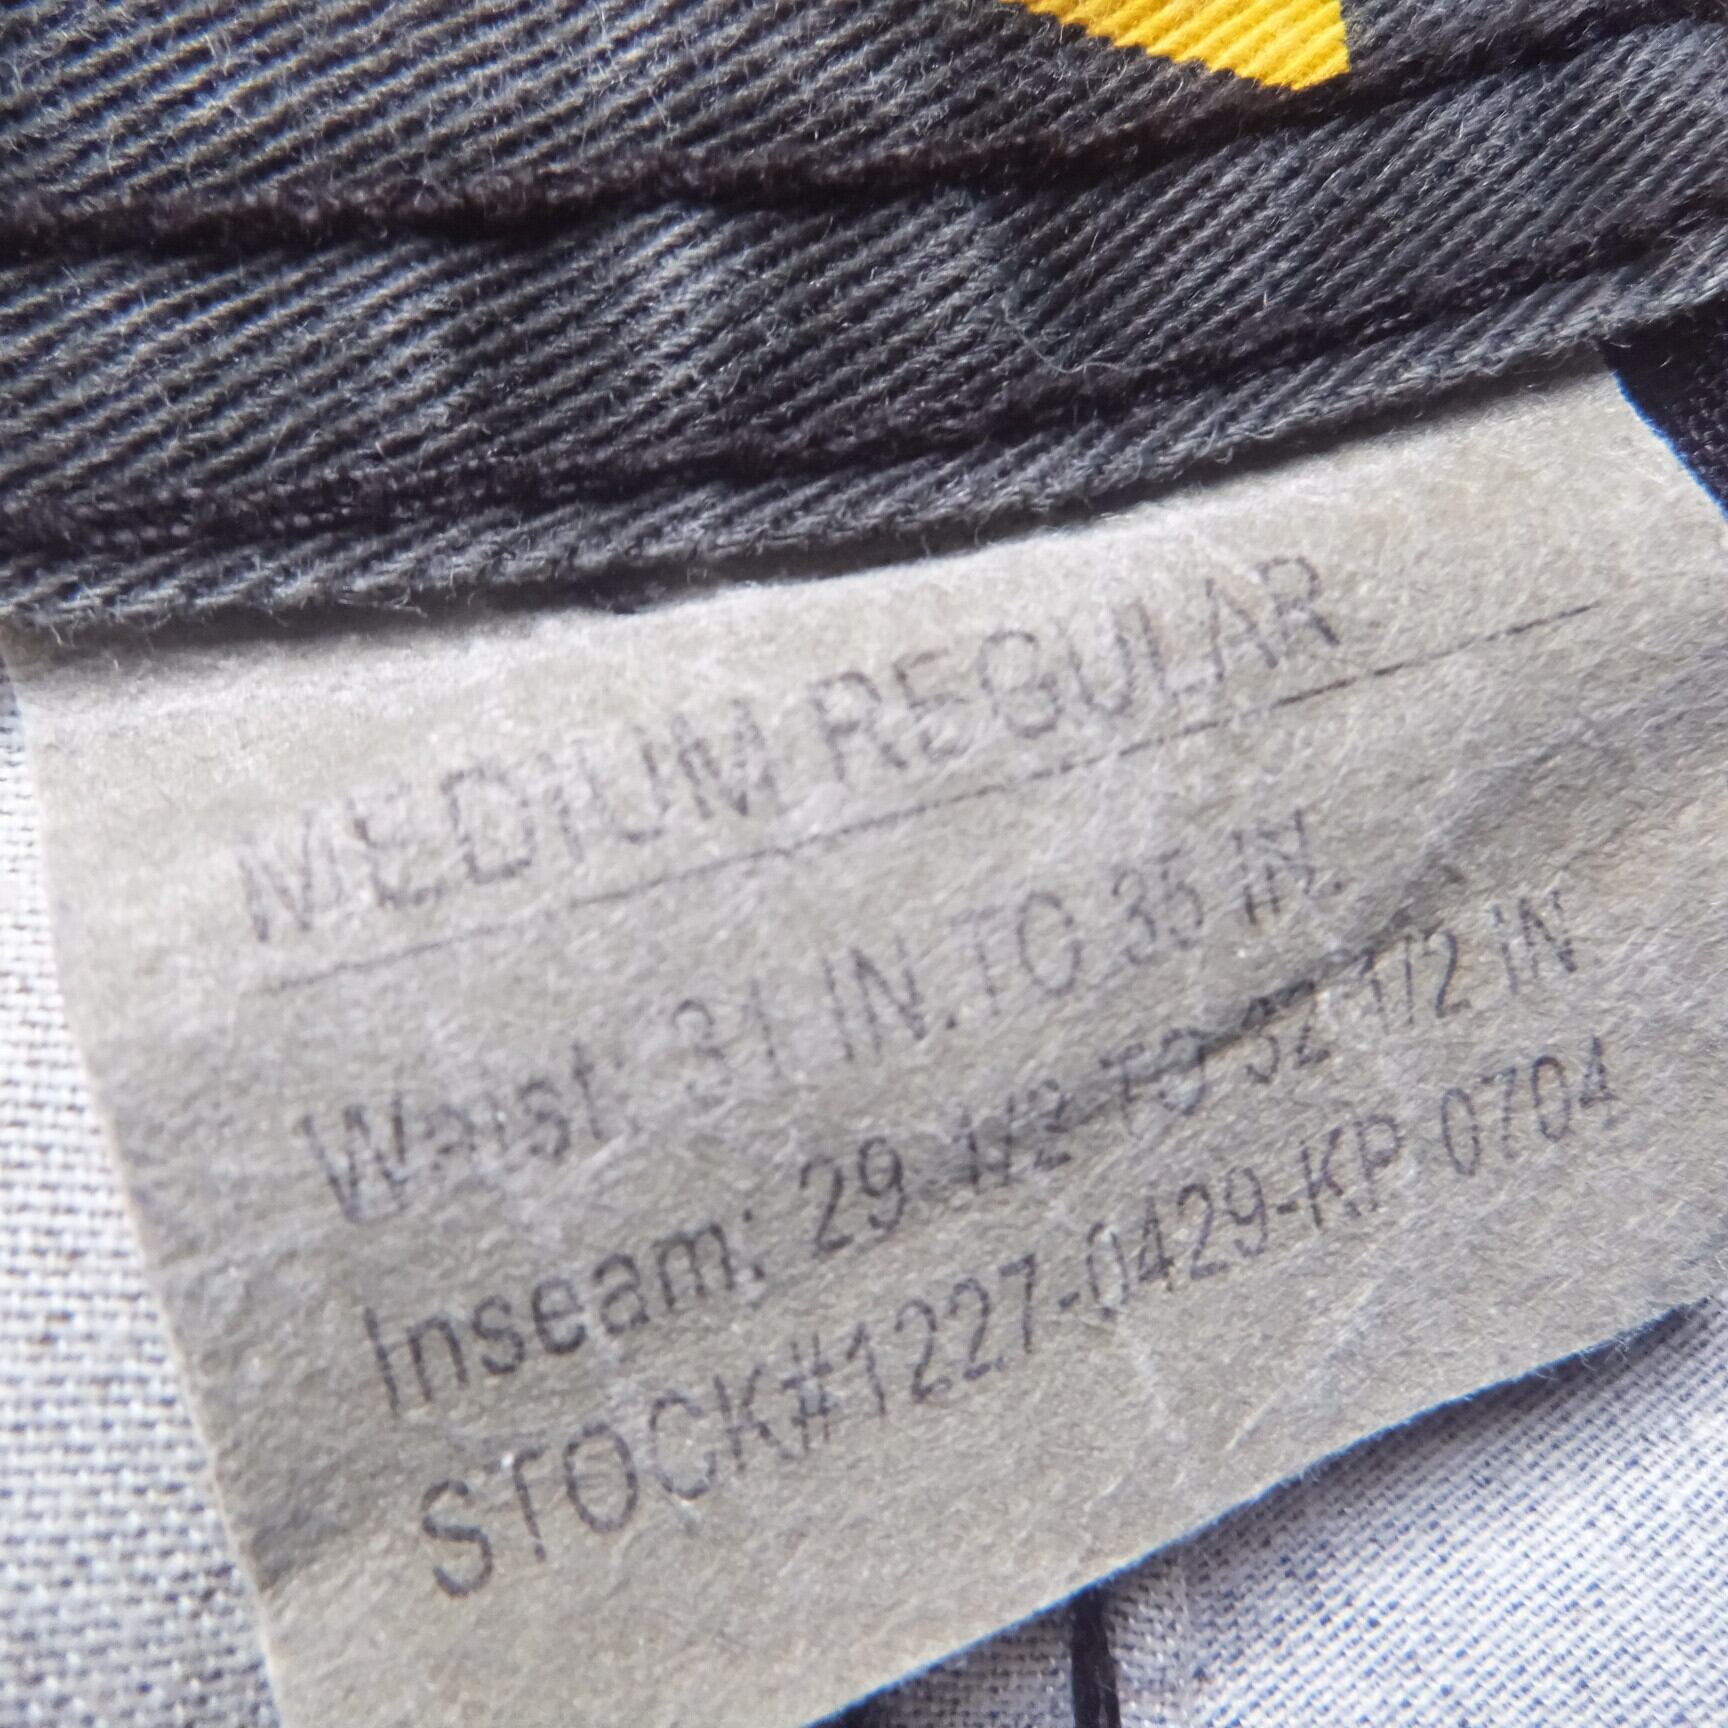 MEDIUM REGULAR
Waist: 31 IN. TO 35 IN.
Inseam: 29 1/2 TO 32 1/2 IN.
STOCK#1227-0429-KP 0704